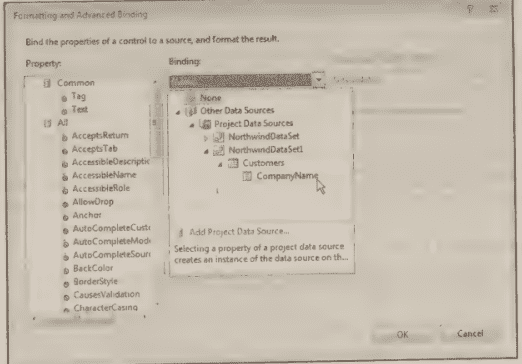 Formatting and Advanced Binding
Bind the properties of a control to a source, and format the result.
Property:
Common
Tag
Text
All
AcceptsReturn
AcceptsTab
AccessibleDescriptic
AccessibleName
AccessibleRole
AllowDrop
Anchor
AutoCompleteCust
AutoCompleteMod
AutoCompleteSour
BackColor
BorderStyle
CausesValidation
CharacterCasing
Binding:
None
Other Data Sources
Project Data Sources
NorthwindDataSet
NorthwindDataSet1
Customers
CompanyName
Add Project Data Source...
Selecting a property of a project data source
creates an instance of the data source on th...
OK
Cancel